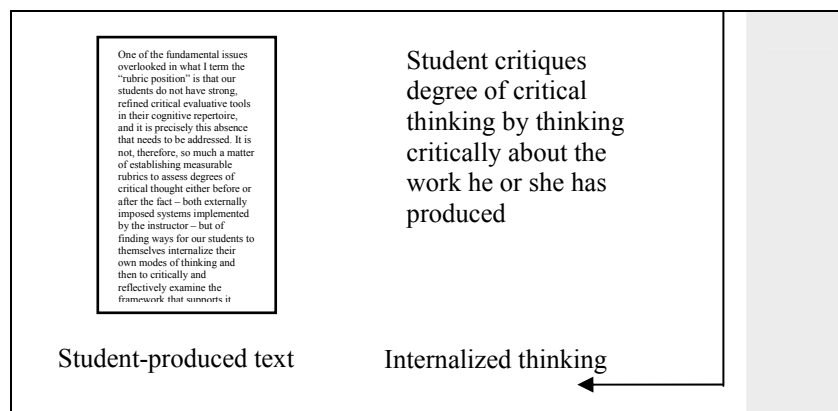 One of the fundamental issues
overlooked in what I term the
“rubric position” is that our
students do not have strong,
refined critical evaluative tools
in their cognitive repertoire,
and it is precisely this absence
that needs to be addressed. It is
not, therefore, so much a matter
of establishing measurable
rubrics to assess degrees of
critical thought either before or
after the fact – both externally
imposed systems implemented
by the instructor – but of
finding ways for our students to
themselves internalize their
own modes of thinking and
then to critically and
reflectively examine the
framework that supports it
Student critiques
degree of critical
thinking by thinking
critically about the
work he or she has
produced
Student-produced text
Internalized thinking